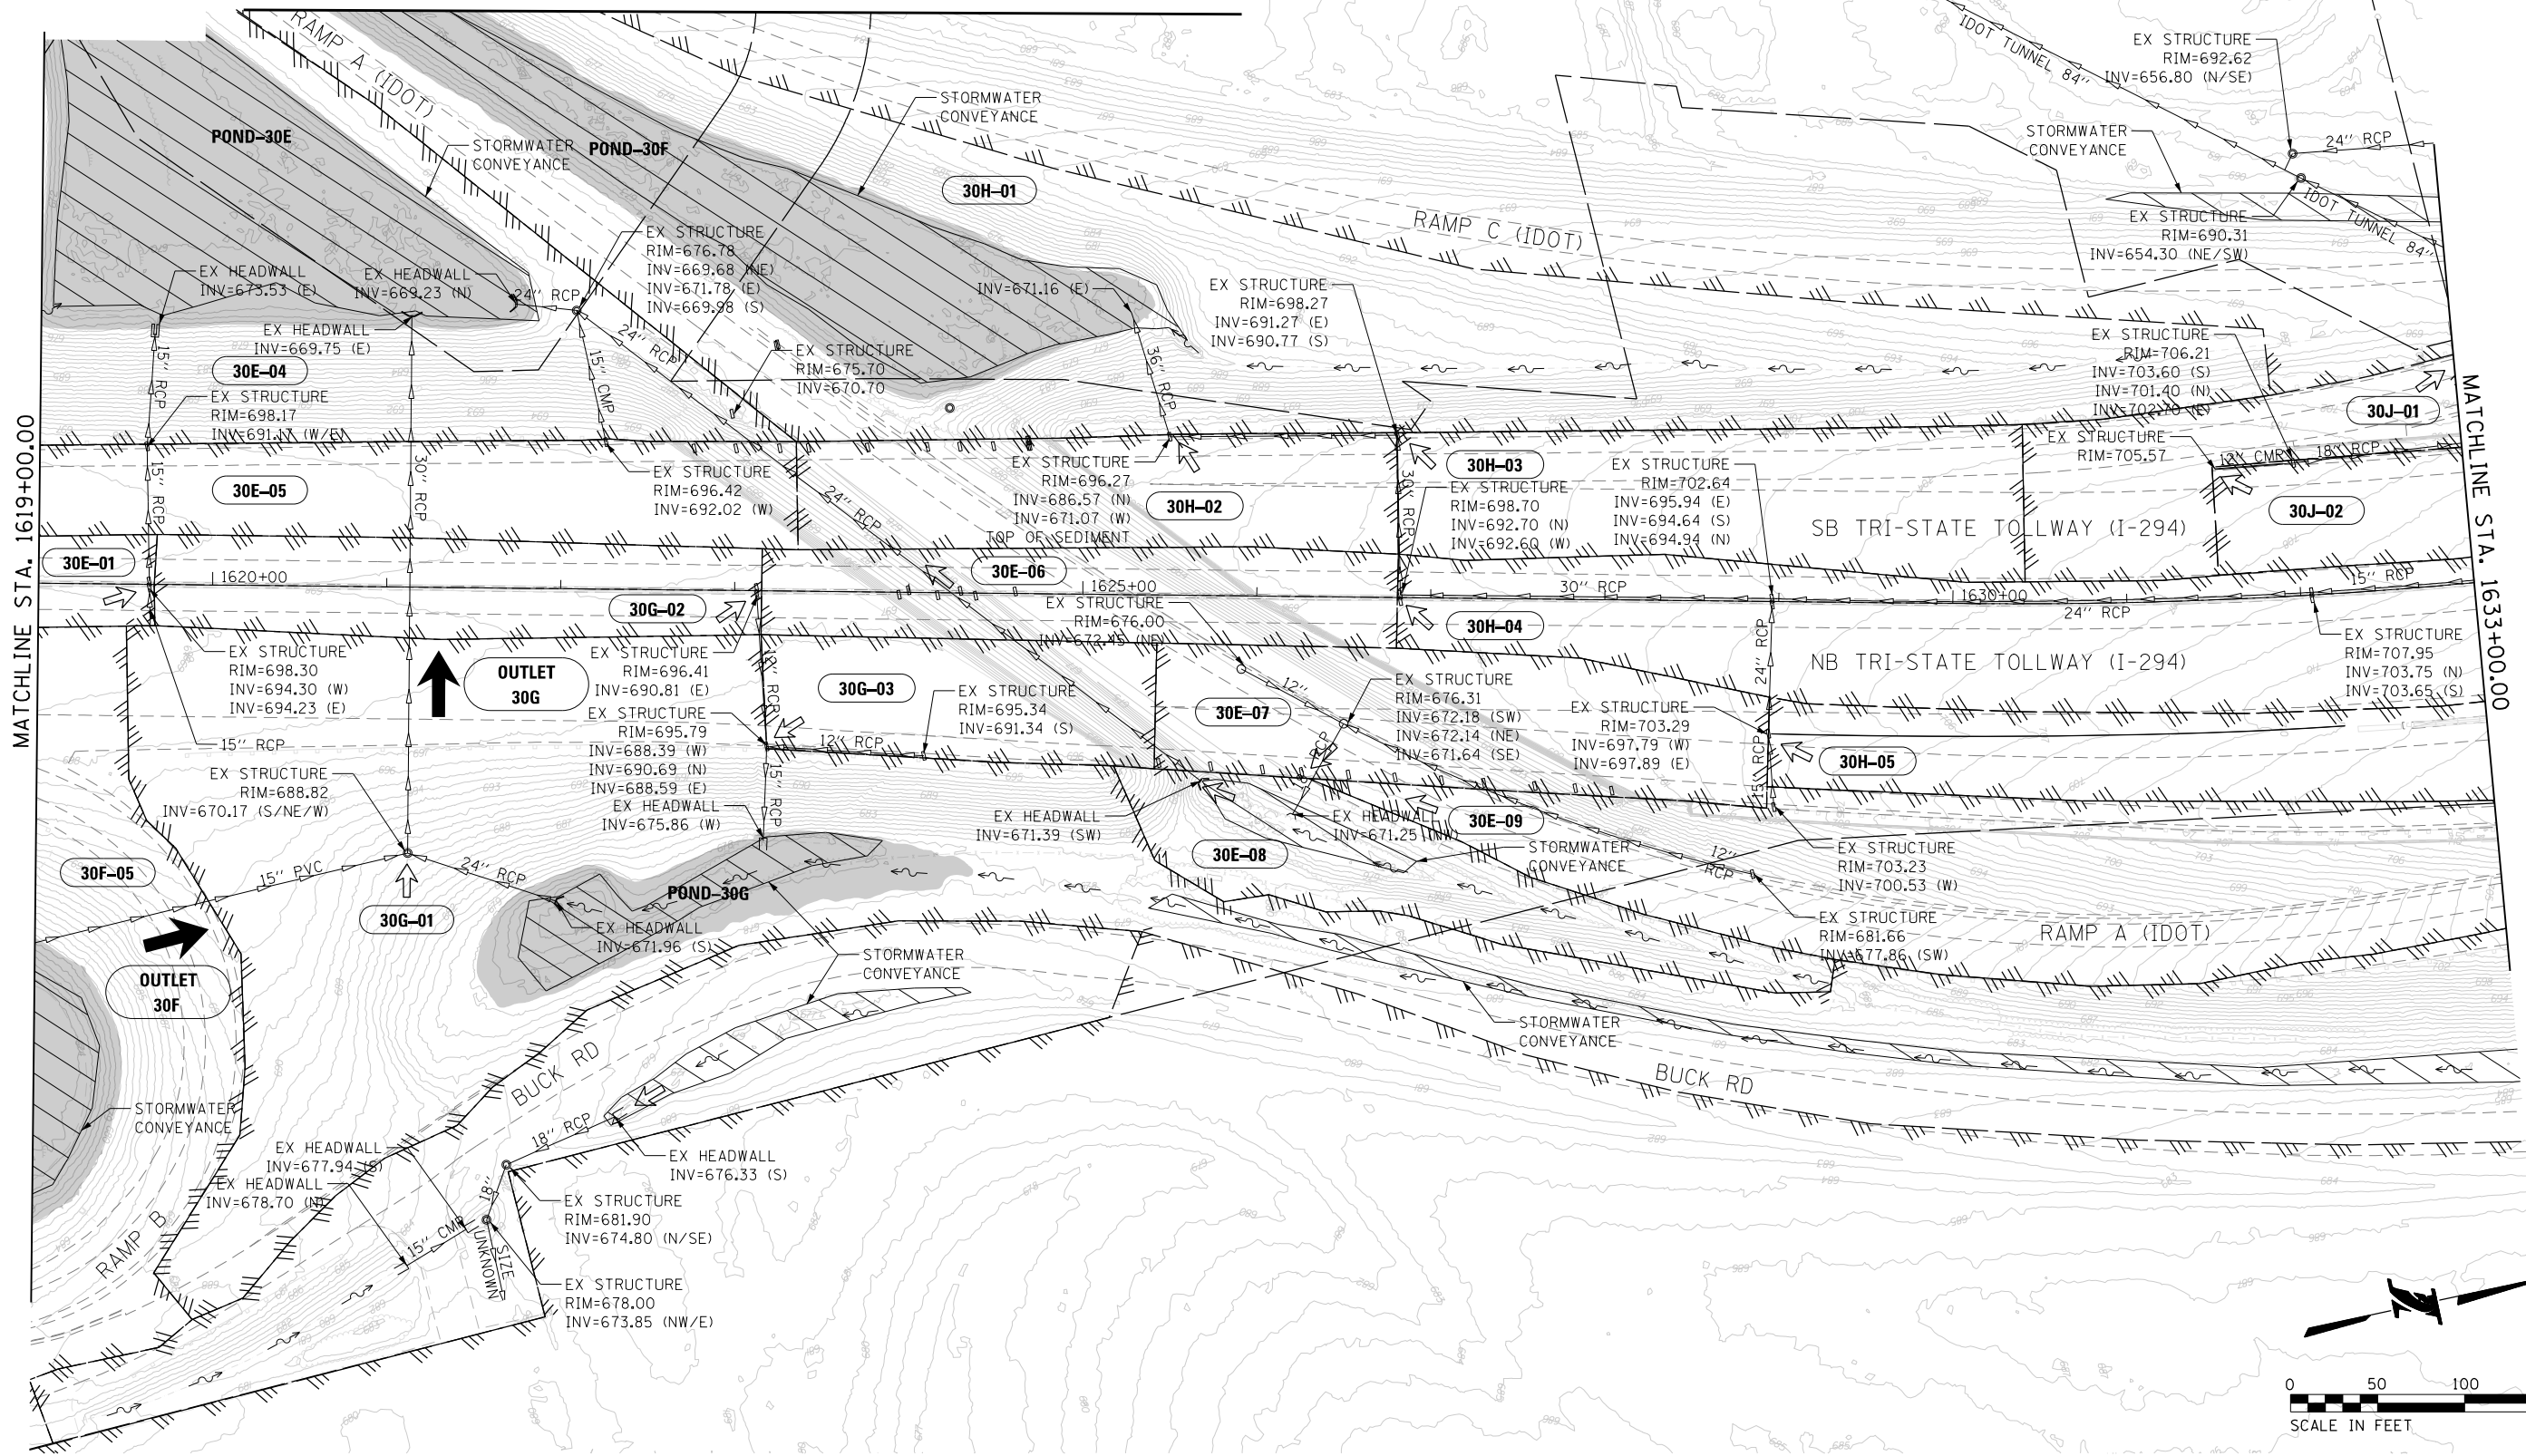 RAMP A (IDOT)
POND-30E
STORMWATER
CONVEYANCE
POND-30F
STORMWATER
CONVEYANCE
30H-01
RAMP C (IDOT)
IDOT TUNNEL 84"
EX STRUCTURE
RIM=692.62
INV=656.80 (N/SE)
STORMWATER
CONVEYANCE
24" RCP
EX STRUCTURE
RIM=690.31
INV=654.30 (NE/SW)
IDOT TUNNEL 84"
EX HEADWALL
INV=673.53 (E)
EX HEADWALL
INV=669.23 (N)
24" RCP
EX STRUCTURE
RIM=676.78
INV=669.68 (NE)
INV=671.78 (E)
INV=669.98 (S)
INV=671.16 (E)
EX STRUCTURE
RIM=698.27
INV=691.27 (E)
INV=690.77 (S)
EX HEADWALL
INV=669.75 (E)
15" RCP
30E-04
15" CMP
24" RCP
EX STRUCTURE
RIM=675.70
INV=670.70
36" RCP
EX STRUCTURE
RIM=706.21
INV=703.60 (S)
INV=701.40 (N)
INV=702.70 (E)
30J-01
EX STRUCTURE
RIM=698.17
INV=691.17 (W/E)
15" RCP
30E-05
30" RCP
EX STRUCTURE
RIM=696.42
INV=692.02 (W)
24" RCP
EX STRUCTURE
RIM=696.27
INV=686.57 (N)
INV=671.07 (W)
TOP OF SEDIMENT
30H-02
30" RCP
30H-03
EX STRUCTURE
RIM=698.70
INV=692.70 (N)
INV=692.60 (W)
EX STRUCTURE
RIM=702.64
INV=695.94 (E)
INV=694.64 (S)
INV=694.94 (N)
EX STRUCTURE
RIM=705.57
12" CMP
18" RCP
30J-02
SB TRI-STATE TOLLWAY (I-294)
MATCHLINE STA. 1619+00.00
MATCHLINE STA. 1633+00.00
30E-01
1620+00
30G-02
30E-06
1625+00
30" RCP
1630+00
24" RCP
15" RCP
EX STRUCTURE
RIM=676.00
INV=672.45 (NE)
30H-04
NB TRI-STATE TOLLWAY (I-294)
EX STRUCTURE
RIM=707.95
INV=703.75 (N)
INV=703.65 (S)
EX STRUCTURE
RIM=698.30
INV=694.30 (W)
INV=694.23 (E)
15" RCP
OUTLET
30G
EX STRUCTURE
RIM=696.41
INV=690.81 (E)
12" RCP
30G-03
EX STRUCTURE
RIM=695.34
INV=691.34 (S)
12" RCP
EX STRUCTURE
RIM=695.79
INV=688.39 (W)
INV=690.69 (N)
INV=688.59 (E)
15" RCP
30E-07
12"
RCP
EX STRUCTURE
RIM=676.31
INV=672.18 (SW)
INV=672.14 (NE)
INV=671.64 (SE)
24" RCP
EX STRUCTURE
RIM=703.29
INV=697.79 (W)
INV=697.89 (E)
15" RCP
30H-05
EX STRUCTURE
RIM=688.82
INV=670.17 (S/NE/W)
EX HEADWALL
INV=675.86 (W)
EX HEADWALL
INV=671.39 (SW)
EX HEADWALL
INV=671.25 (NW)
30E-09
30E-08
STORMWATER
CONVEYANCE
12"
RCP
EX STRUCTURE
RIM=703.23
INV=700.53 (W)
30F-05
15" PVC
24" RCP
30G-01
POND-30G
EX HEADWALL
INV=671.96 (S)
OUTLET
30F
STORMWATER
CONVEYANCE
EX STRUCTURE
RIM=681.66
INV=677.86 (SW)
RAMP A (IDOT)
STORMWATER
CONVEYANCE
BUCK RD
BUCK RD
STORMWATER
CONVEYANCE
18" RCP
EX HEADWALL
INV=677.94 (S)
EX HEADWALL
INV=678.70 (N)
EX HEADWALL
INV=676.33 (S)
18"
EX STRUCTURE
RIM=681.90
INV=674.80 (N/SE)
RAMP B
15" CMP
SIZE
UNKNOWN
EX STRUCTURE
RIM=678.00
INV=673.85 (NW/E)
0 50 100
SCALE IN FEET